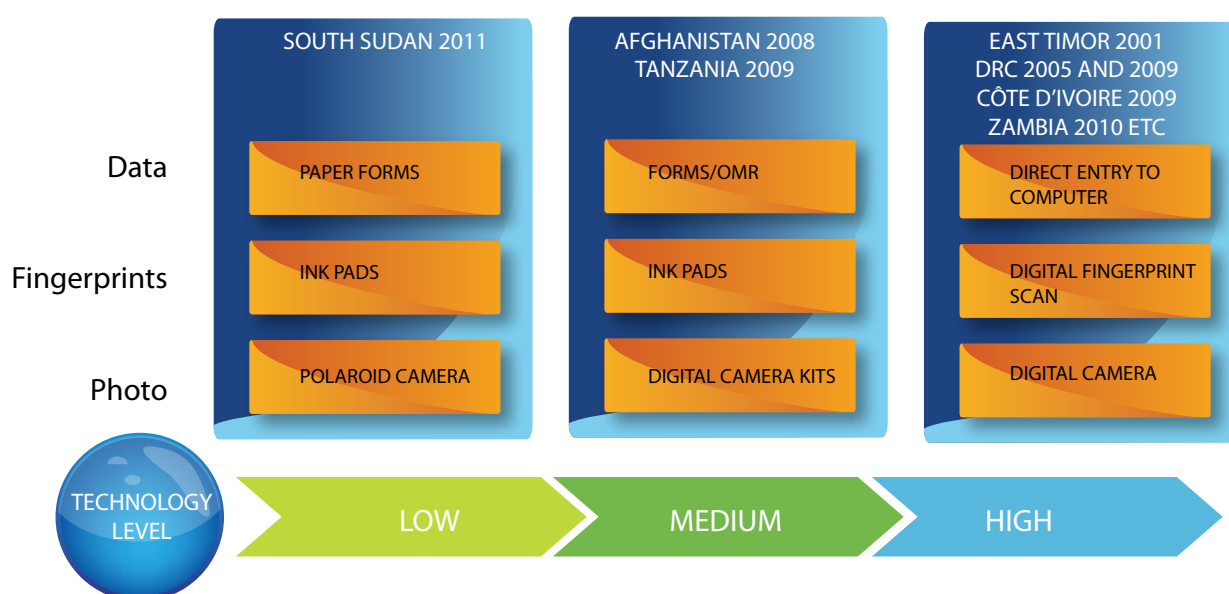 SOUTH SUDAN 2011
AFGHANISTAN 2008
TANZANIA 2009
EAST TIMOR 2001
DRC 2005 AND 2009
CÔTE D’IVOIRE 2009
ZAMBIA 2010 ETC
Data
PAPER FORMS
FORMS/OMR
DIRECT ENTRY TO
COMPUTER
Fingerprints
INK PADS
INK PADS
DIGITAL FINGERPRINT
SCAN
Photo
POLAROID CAMERA
DIGITAL CAMERA KITS
DIGITAL CAMERA
TECHNOLOGY
LEVEL
LOW
MEDIUM
HIGH